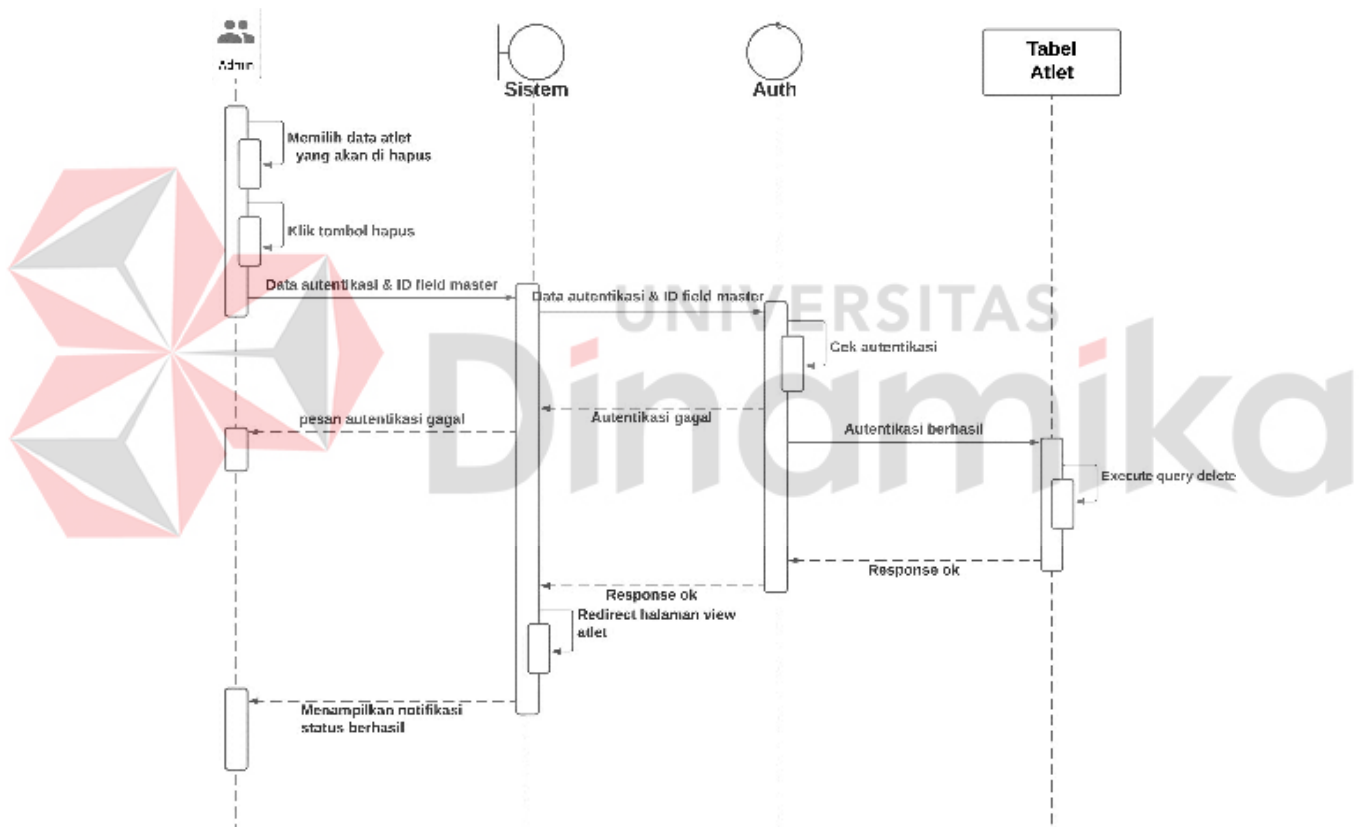 Admin
Sistem
Auth
Tabel
Atlet
Memilih data atlet
yang akan di hapus
Klik tombol hapus
Data autentikasi & ID field master
Data autentikasi & ID field master
UNIVERSITAS
Dinamika
Cek autentikasi
pesan autentikasi gagal
Autentikasi gagal
Autentikasi berhasil
Execute query delete
Response ok
Response ok
Redirect halaman view
atlet
Menampilkan notifikasi
status berhasil